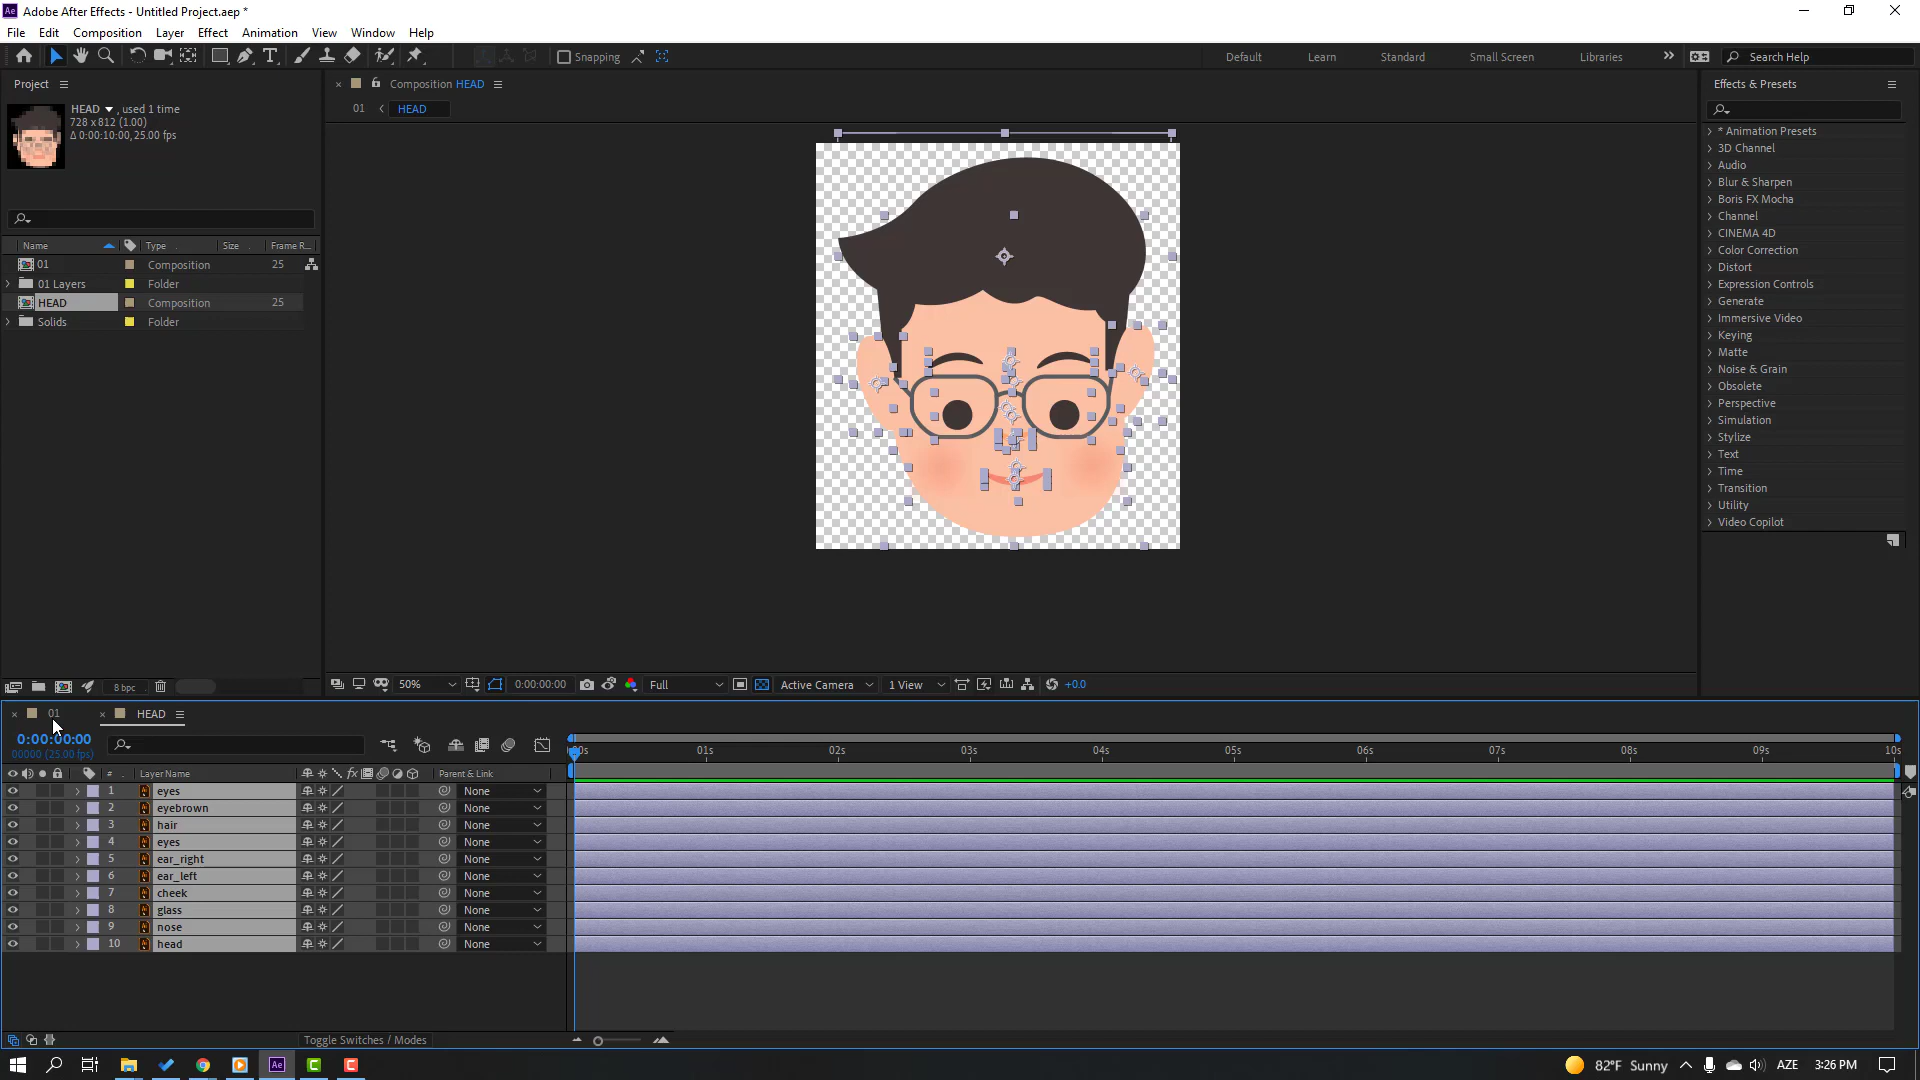 Adobe After Effects - Untitled Project.aep *
File Edit Composition Layer Effect Animation View Window Help
Snapping Default Learn Standard Small Screen Libraries Search Help
Project
HEAD , used 1 time
728 x 812 (1.00)
Δ 0:00:10:00, 25.00 fps
Name Type Size Frame R...
01 Composition 25
01 Layers Folder
HEAD Composition 25
Solids Folder
8 bpc
Composition HEAD
01 HEAD
50% 0:00:00:00 Full Active Camera 1 View +0.0
Effects & Presets
* Animation Presets
3D Channel
Audio
Blur & Sharpen
Boris FX Mocha
Channel
CINEMA 4D
Color Correction
Distort
Expression Controls
Generate
Immersive Video
Keying
Matte
Noise & Grain
Obsolete
Perspective
Simulation
Stylize
Text
Time
Transition
Utility
Video Copilot
01 HEAD
0:00:00:00
00000 (25.00 fps)
00s 01s 02s 03s 04s 05s 06s 07s 08s 09s 10s
# Layer Name fx Parent & Link
1 eyes None
2 eyebrown None
3 hair None
4 eyes None
5 ear_right None
6 ear_left None
7 cheek None
8 glass None
9 nose None
10 head None
Toggle Switches / Modes
82°F Sunny AZE 3:26 PM